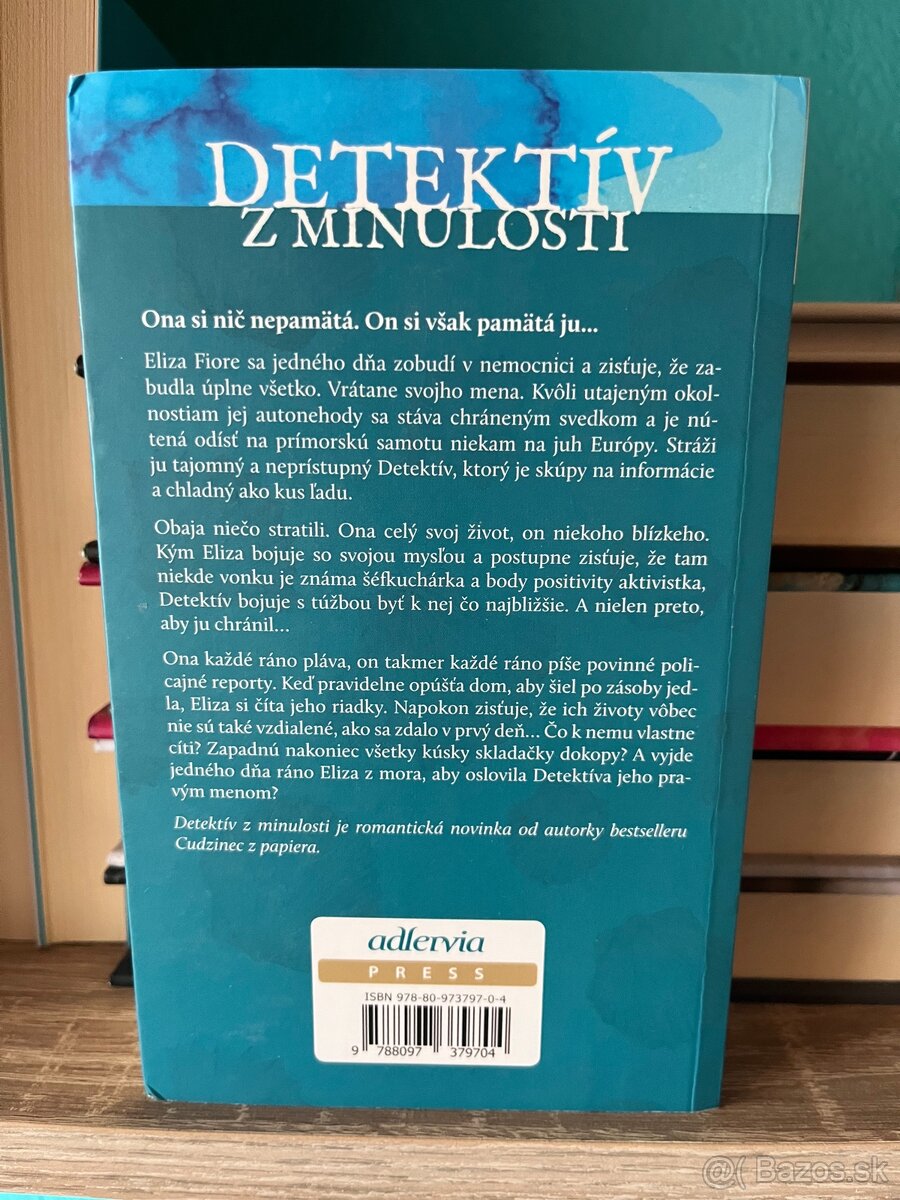 DETEKTÍV
Z MINULOSTI
Ona si nič nepamätá. On si však pamätá ju...
Eliza Fiore sa jedného dňa zobudí v nemocnici a zisťuje, že za-
budla úplne všetko. Vrátane svojho mena. Kvôli utajeným okol-
nostiam jej autonehody sa stáva chráneným svedkom a je nú-
tená odísť na prímorskú samotu niekam na juh Európy. Stráži
ju tajomný a neprístupný Detektív, ktorý je skúpy na informácie
a chladný ako kus ľadu.
Obaja niečo stratili. Ona celý svoj život, on niekoho blízkeho.
Kým Eliza bojuje so svojou mysľou a postupne zisťuje, že tam
niekde vonku je známa šéfkuchárka a body positivity aktivistka,
Detektív bojuje s túžbou byť k nej čo najbližšie. A nielen preto,
aby ju chránil...
Ona každé ráno pláva, on takmer každé ráno píše povinné poli-
cajné reporty. Keď pravidelne opúšťa dom, aby šiel po zásoby jed-
la, Eliza si číta jeho riadky. Napokon zisťuje, že ich životy vôbec
nie sú také vzdialené, ako sa zdalo v prvý deň... Čo k nemu vlastne
cíti? Zapadnú nakoniec všetky kúsky skladačky dokopy? A vyjde
jedného dňa ráno Eliza z mora, aby oslovila Detektíva jeho pra-
vým menom?
Detektív z minulosti je romantická novinka od autorky bestselleru
Cudzinec z papiera.
adlervia
PRESS
ISBN 978-80-973797-0-4
9 788097 379704
@( Bazos.sk